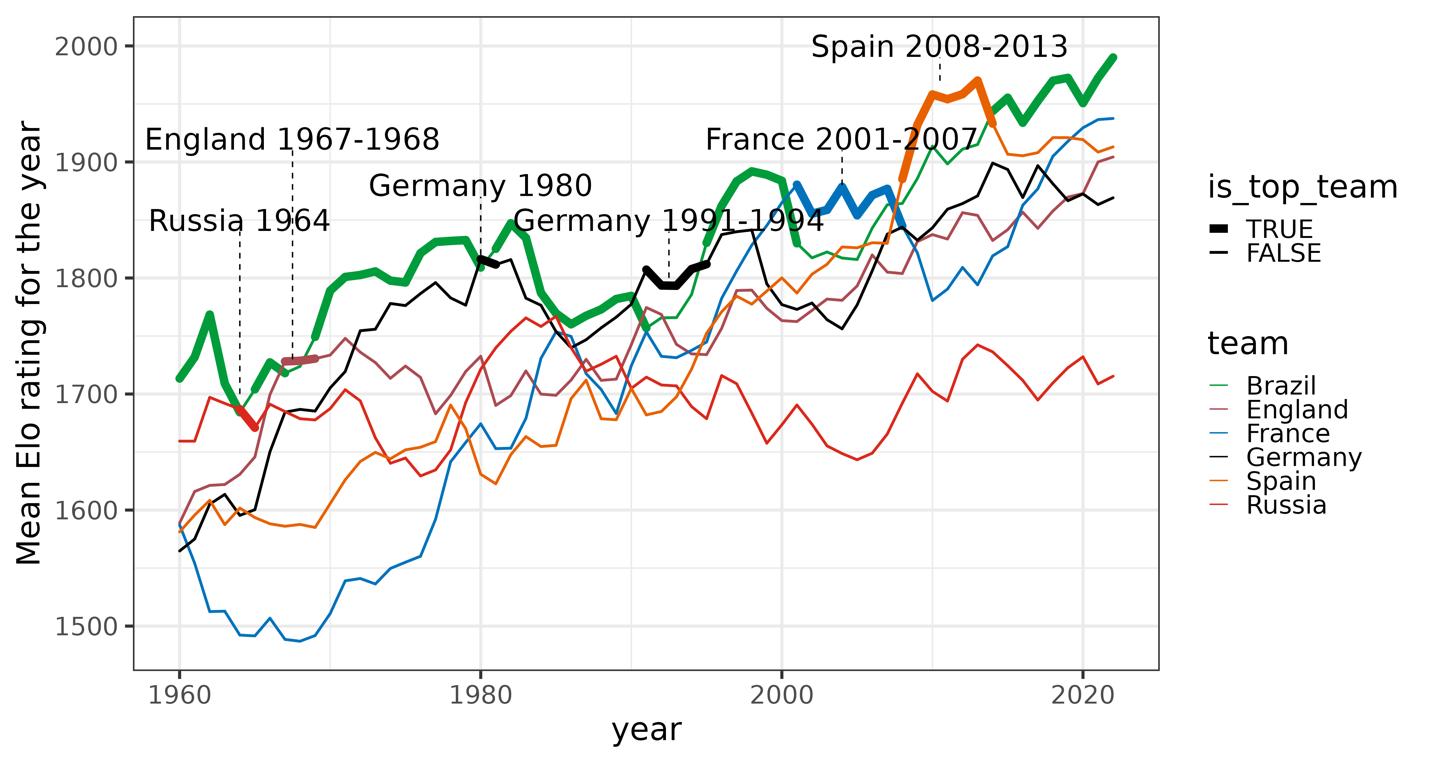 Mean Elo rating for the year
2000
1900
1800
1700
1600
1500
Spain 2008-2013
England 1967-1968
France 2001-2007
Germany 1980
Russia 1964
Germany 1991-1994
1960
1980
2000
2020
year
is_top_team
TRUE
FALSE
team
Brazil
England
France
Germany
Spain
Russia